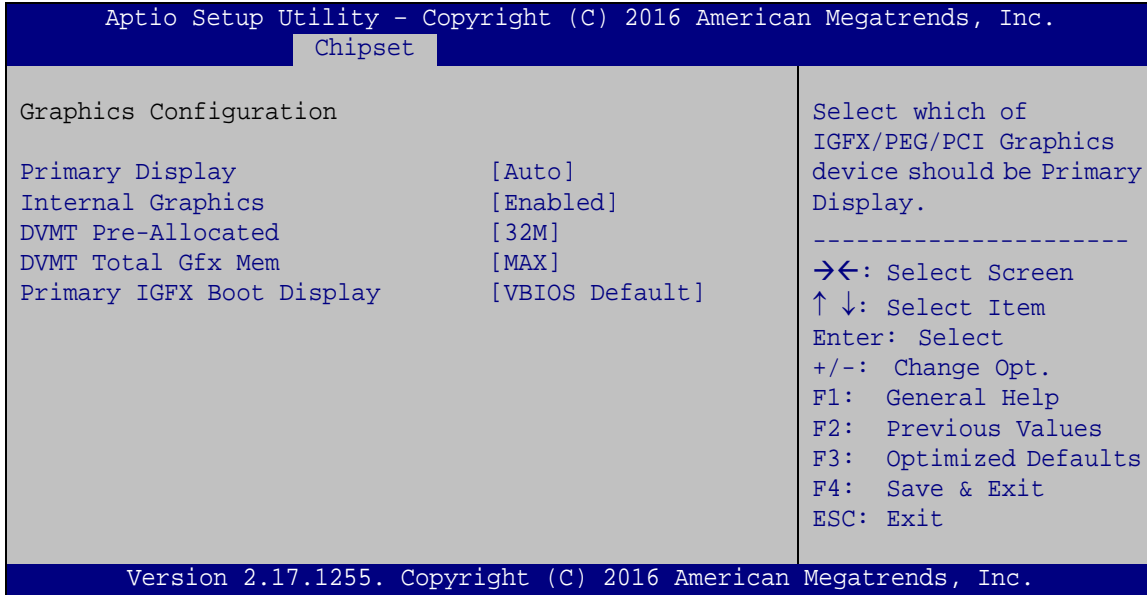 Aptio Setup Utility – Copyright (C) 2016 American Megatrends, Inc.
Chipset
Graphics Configuration
Primary Display [Auto]
Internal Graphics [Enabled]
DVMT Pre-Allocated [32M]
DVMT Total Gfx Mem [MAX]
Primary IGFX Boot Display [VBIOS Default]
Select which of
IGFX/PEG/PCI Graphics
device should be Primary
Display.
----------------------
→←: Select Screen
↑ ↓: Select Item
Enter: Select
+/-: Change Opt.
F1: General Help
F2: Previous Values
F3: Optimized Defaults
F4: Save & Exit
ESC: Exit
Version 2.17.1255. Copyright (C) 2016 American Megatrends, Inc.